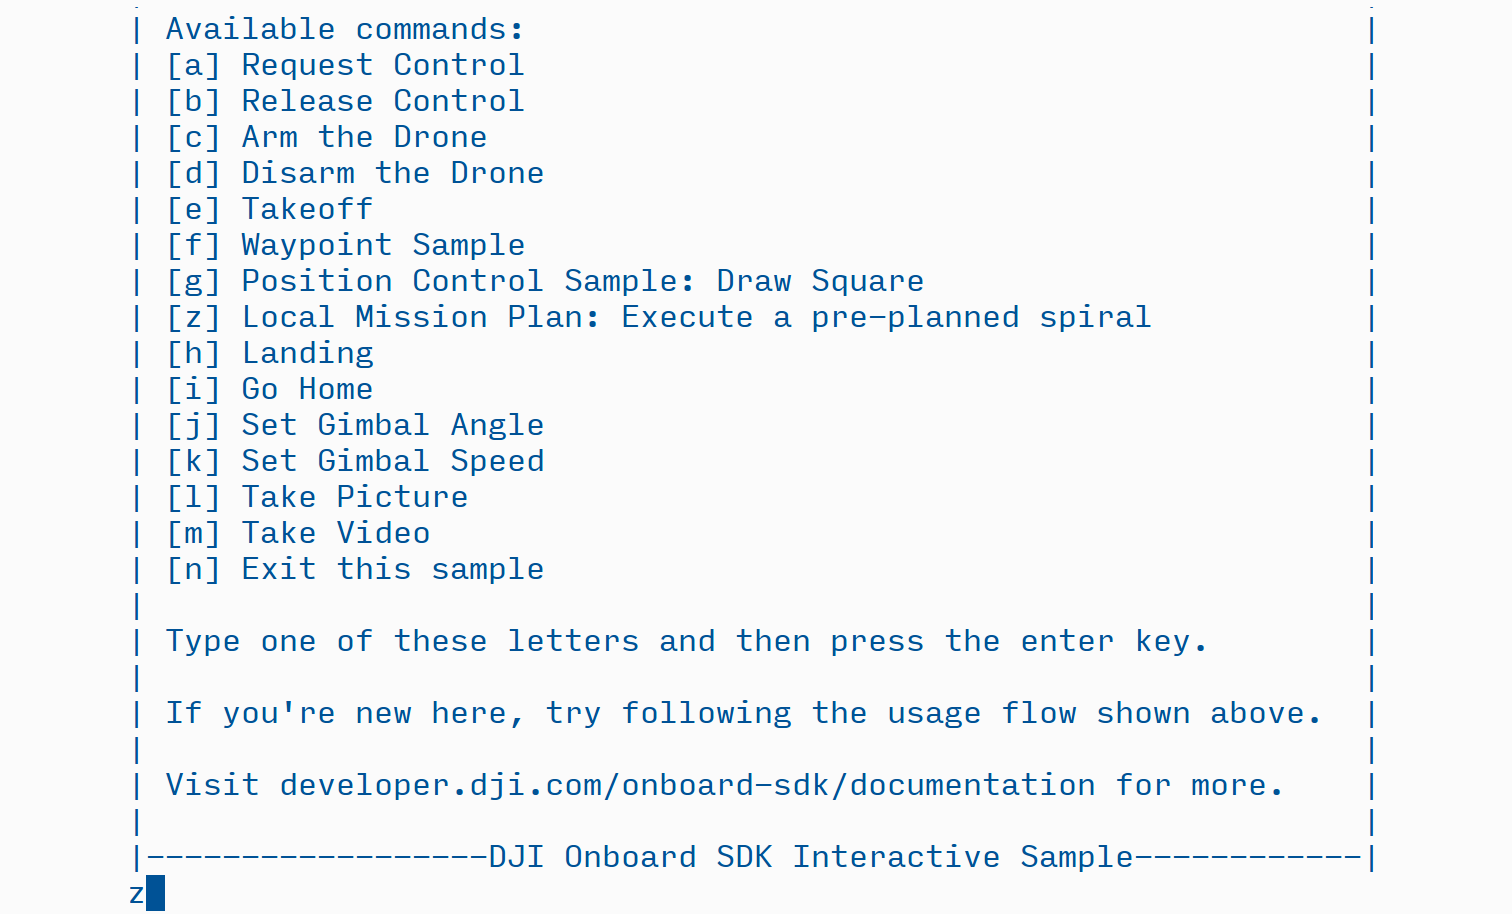 | Available commands: |
| [a] Request Control |
| [b] Release Control |
| [c] Arm the Drone |
| [d] Disarm the Drone |
| [e] Takeoff |
| [f] Waypoint Sample |
| [g] Position Control Sample: Draw Square |
| [z] Local Mission Plan: Execute a pre-planned spiral |
| [h] Landing |
| [i] Go Home |
| [j] Set Gimbal Angle |
| [k] Set Gimbal Speed |
| [l] Take Picture |
| [m] Take Video |
| [n] Exit this sample |
| |
| Type one of these letters and then press the enter key. |
| |
| If you're new here, try following the usage flow shown above. |
| |
| Visit developer.dji.com/onboard-sdk/documentation for more. |
| |
|------------------DJI Onboard SDK Interactive Sample------------|
z